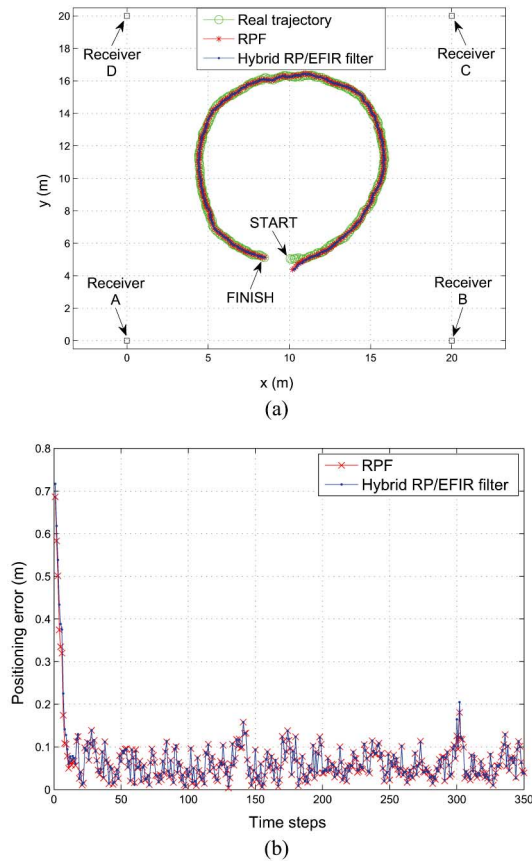 20
18
16
14
12
10
8
6
4
2
0
y (m)
Receiver
D
Real trajectory
RPF
Hybrid RP/EFIR filter
Receiver
C
START
FINISH
Receiver
A
Receiver
B
0
5
10
15
20
x (m)
(a)
0.8
0.7
0.6
0.5
0.4
0.3
0.2
0.1
0
Positioning error (m)
RPF
Hybrid RP/EFIR filter
0
50
100
150
200
250
300
350
Time steps
(b)